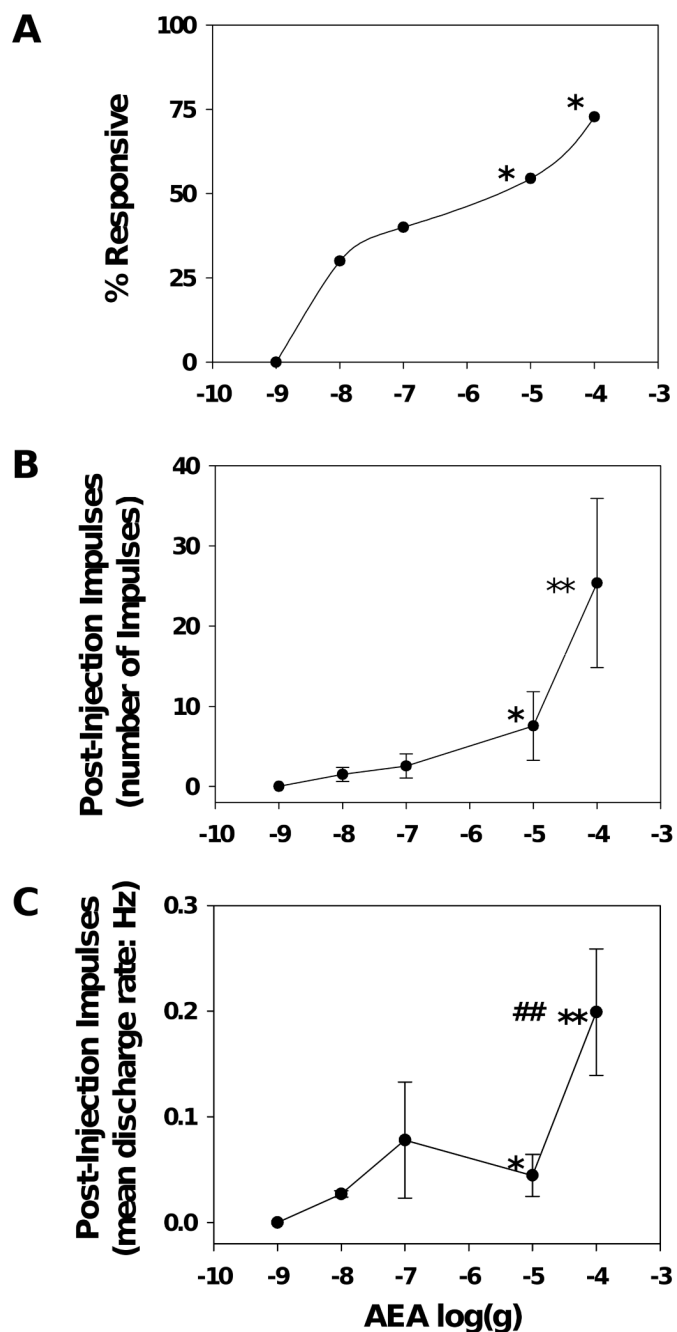 A
% Responsive
100
75
50
25
0
*
*
-10 -9 -8 -7 -6 -5 -4 -3
B
Post-Injection Impulses
(number of Impulses)
40
30
20
10
0
**
*
-10 -9 -8 -7 -6 -5 -4 -3
C
Post-Injection Impulses
(mean discharge rate: Hz)
0.3
0.2
0.1
0.0
## **
*
-10 -9 -8 -7 -6 -5 -4 -3
AEA log(g)